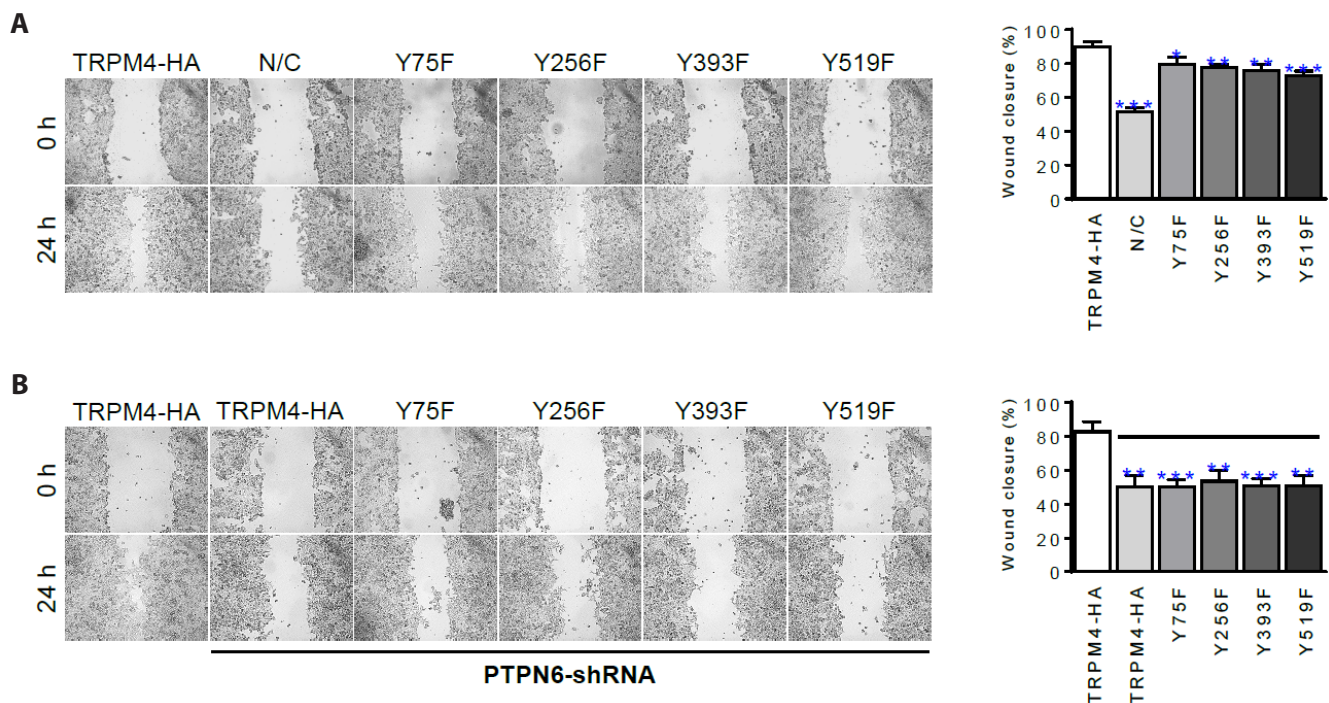 A
TRPM4-HA N/C Y75F Y256F Y393F Y519F
0 h
24 h
Wound closure (%)
100
80
60
40
20
0
* *** ** ** ***
TRPM4-HA
N/C
Y75F
Y256F
Y393F
Y519F
B
TRPM4-HA TRPM4-HA Y75F Y256F Y393F Y519F
0 h
24 h
PTPN6-shRNA
Wound closure (%)
100
80
60
40
20
0
** *** ** *** **
TRPM4-HA
TRPM4-HA
Y75F
Y256F
Y393F
Y519F